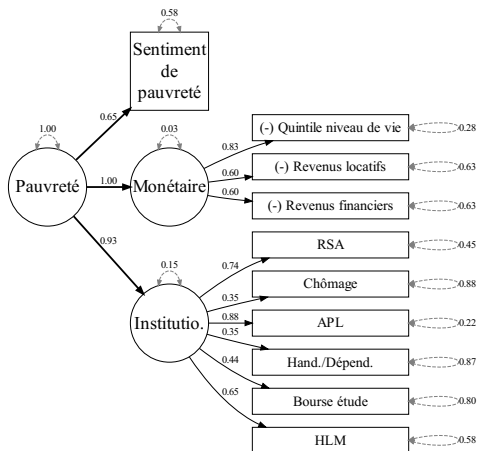 0.58
Sentiment
de
pauvreté
0.65
1.00
Pauvreté
1.00
0.03
Monétaire
0.83
(-) Quintile niveau de vie
0.28
0.60
(-) Revenus locatifs
0.63
0.60
(-) Revenus financiers
0.63
0.93
0.15
Institutio.
0.74
RSA
0.45
0.35
Chômage
0.88
0.88
APL
0.22
0.35
Hand./Dépend.
0.87
0.44
Bourse étude
0.80
0.65
HLM
0.58